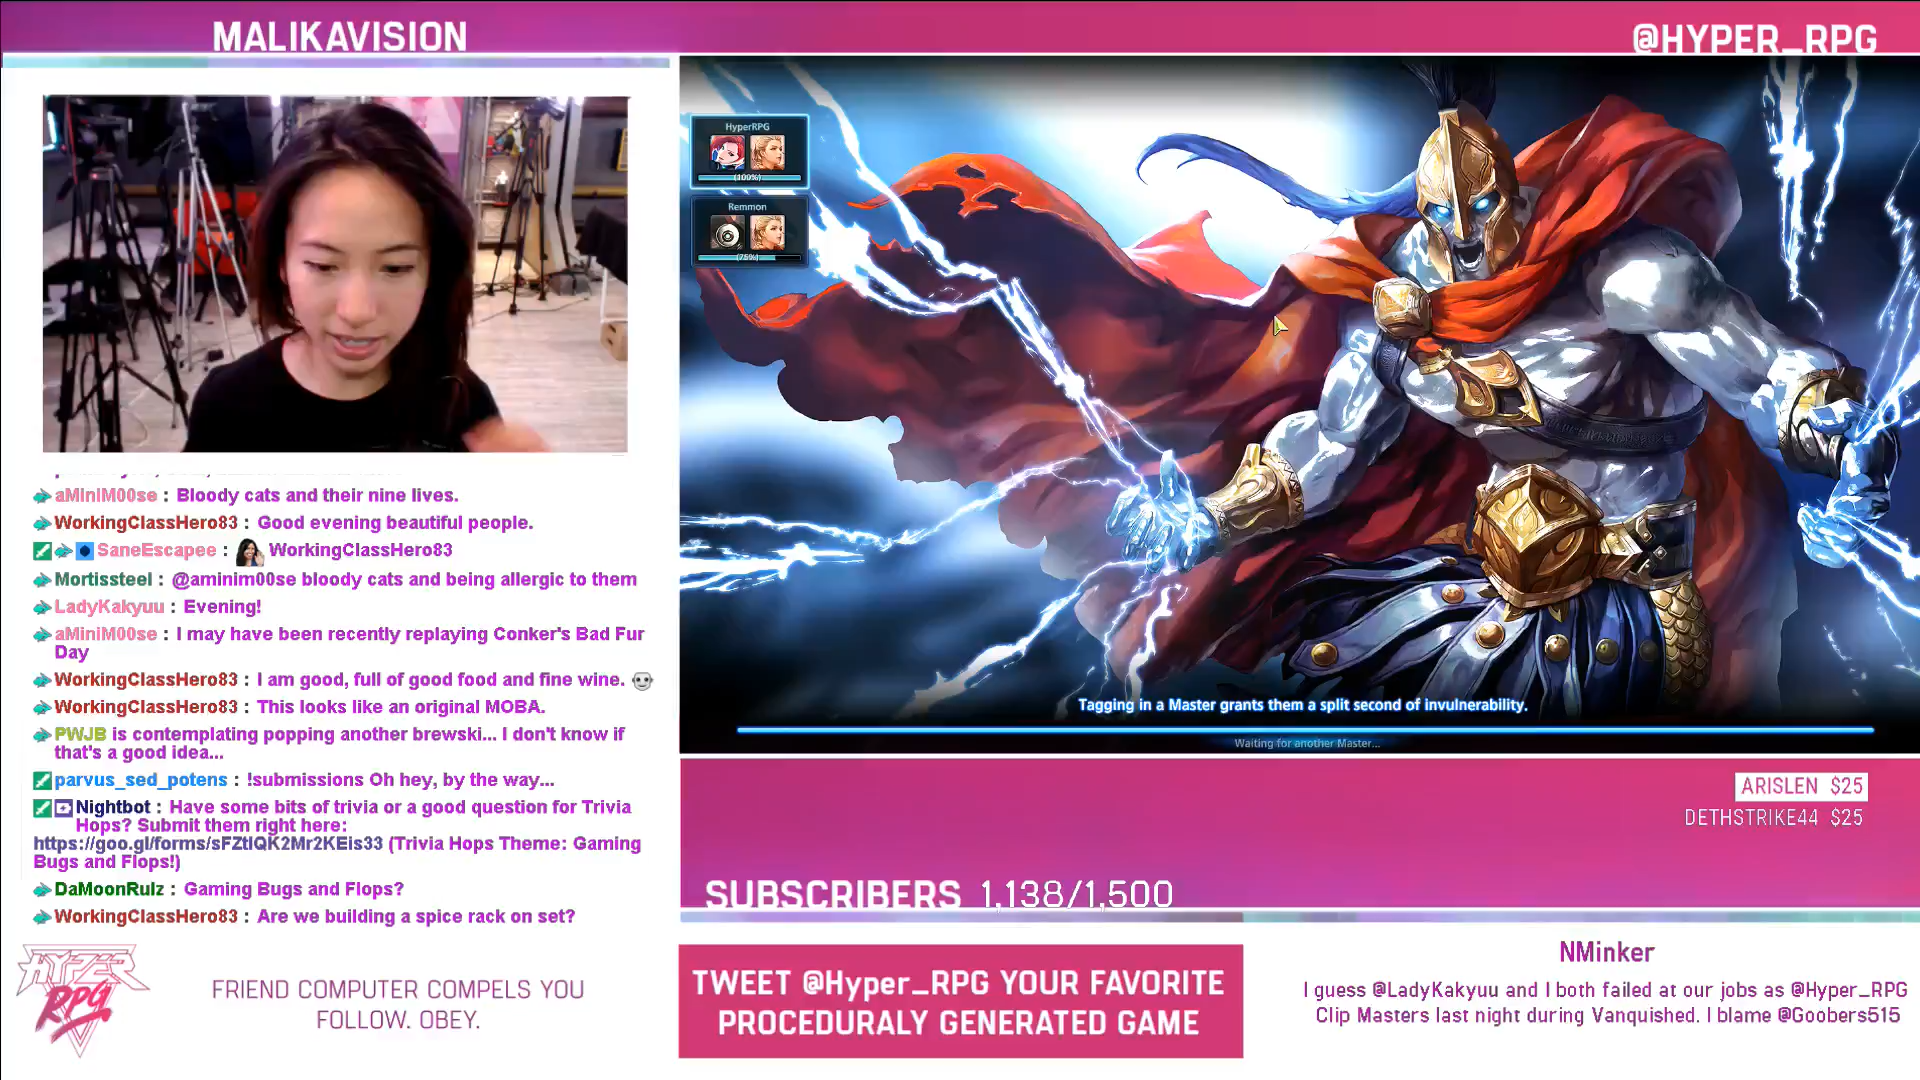 MALIKAVISION
@HYPER_RPG
HyperRPG
(100%)
Remmon
(75%)
aMiniM00se : Bloody cats and their nine lives.
WorkingClassHero83 : Good evening beautiful people.
SaneEscapee : WorkingClassHero83
Mortissteel : @aminim00se bloody cats and being allergic to them
LadyKakyuu : Evening!
aMiniM00se : I may have been recently replaying Conker's Bad Fur
Day
WorkingClassHero83 : I am good, full of good food and fine wine.
WorkingClassHero83 : This looks like an original MOBA.
PWJB is contemplating popping another brewski... I don't know if
that's a good idea...
parvus_sed_potens : !submissions Oh hey, by the way...
Nightbot : Have some bits of trivia or a good question for Trivia
Hops? Submit them right here:
https://goo.gl/forms/sFZtlQK2Mr2KEis33 (Trivia Hops Theme: Gaming
Bugs and Flops!)
DaMoonRulz : Gaming Bugs and Flops?
WorkingClassHero83 : Are we building a spice rack on set?
Tagging in a Master grants them a split second of invulnerability.
Waiting for another Master...
ARISLEN $25
DETHSTRIKE44 $25
SUBSCRIBERS 1,138/1,500
HYPER
RPG
FRIEND COMPUTER COMPELS YOU
FOLLOW. OBEY.
TWEET @Hyper_RPG YOUR FAVORITE
PROCEDURALY GENERATED GAME
NMinker
I guess @LadyKakyuu and I both failed at our jobs as @Hyper_RPG
Clip Masters last night during Vanquished. I blame @Goobers515